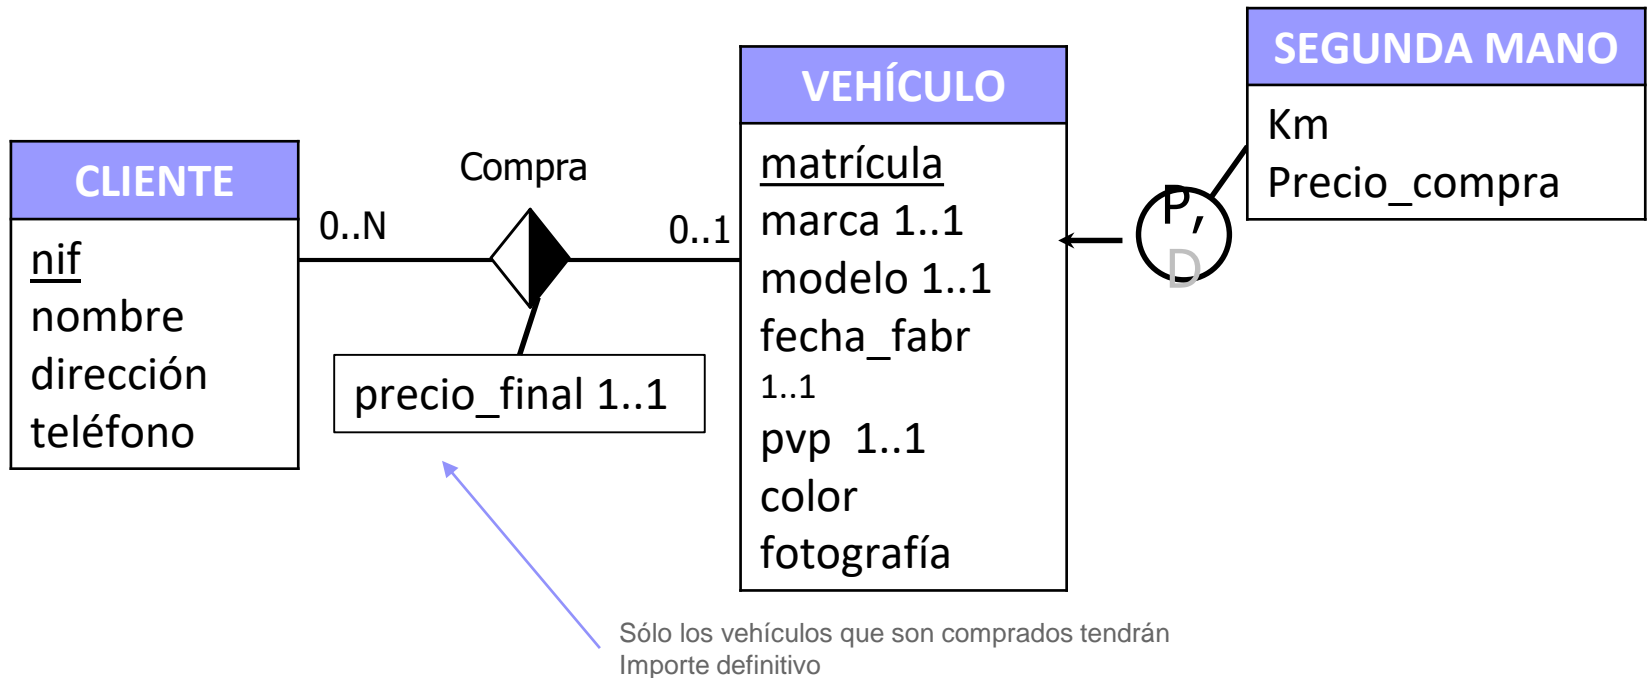 CLIENTE
nif
nombre
dirección
teléfono
Compra
0..N
0..1
precio_final 1..1
VEHÍCULO
matrícula
marca 1..1
modelo 1..1
fecha_fabr
1..1
pvp 1..1
color
fotografía
P,
D
SEGUNDA MANO
Km
Precio_compra
Sólo los vehículos que son comprados tendrán
Importe definitivo